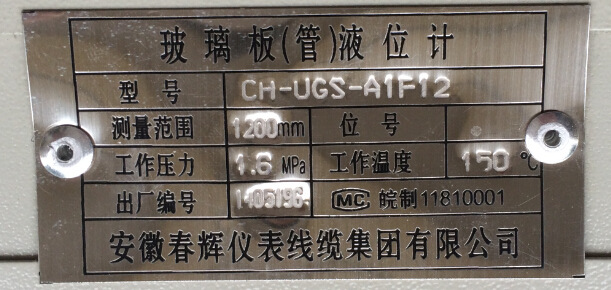 玻璃板(管)液位计
型号 CH-UGS-A1F12
测量范围 1200mm 位号
工作压力 1.6 MPa 工作温度 150 ℃
出厂编号 1405196 MC 皖制11810001
安徽春辉仪表线缆集团有限公司